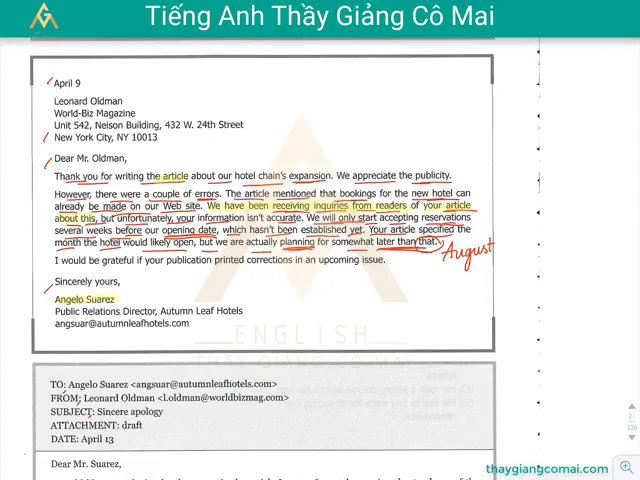 AG
Tiếng Anh Thầy Giảng Cô Mai
April 9
Leonard Oldman
World-Biz Magazine
Unit 542, Nelson Building, 432 W. 24th Street
New York City, NY 10013
Dear Mr. Oldman,
Thank you for writing the article about our hotel chain's expansion. We appreciate the publicity.
However, there were a couple of errors. The article mentioned that bookings for the new hotel can
already be made on our Web site. We have been receiving inquiries from readers of your article
about this, but unfortunately, your information isn't accurate. We will only start accepting reservations
several weeks before our opening date, which hasn't been established yet. Your article specified the
month the hotel would likely open, but we are actually planning for somewhat later than that.
August
I would be grateful if your publication printed corrections in an upcoming issue.
Sincerely yours,
Angelo Suarez
Public Relations Director, Autumn Leaf Hotels
angsuar@autumnleafhotels.com
ENGLISH
THẦY GIẢNG CÔ MAI
TO: Angelo Suarez <angsuar@autumnleafhotels.com>
FROM: Leonard Oldman <l.oldman@worldbizmag.com>
SUBJECT: Sincere apology
ATTACHMENT: draft
DATE: April 13
Dear Mr. Suarez,
21
220
thaygiangcomai.com